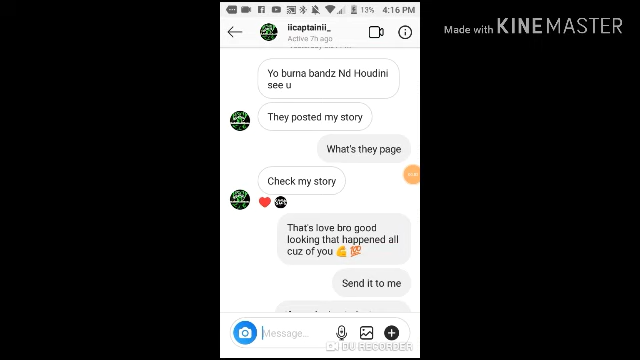 13% 4:16 PM
iicaptainii_
Active 7h ago
Made with KINEMASTER
Yo burna bandz Nd Houdini
see u
They posted my story
What's they page
Check my story
That's love bro good
looking that happened all
cuz of you 💪 💯
Send it to me
Message...
DU RECORDER